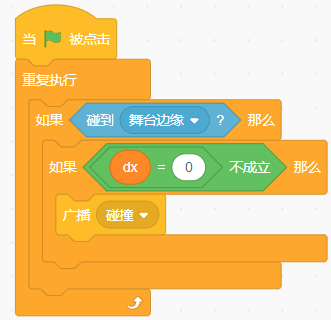 当 被点击
重复执行
如果 碰到 舞台边缘 ? 那么
如果 dx = 0 不成立 那么
广播 碰撞